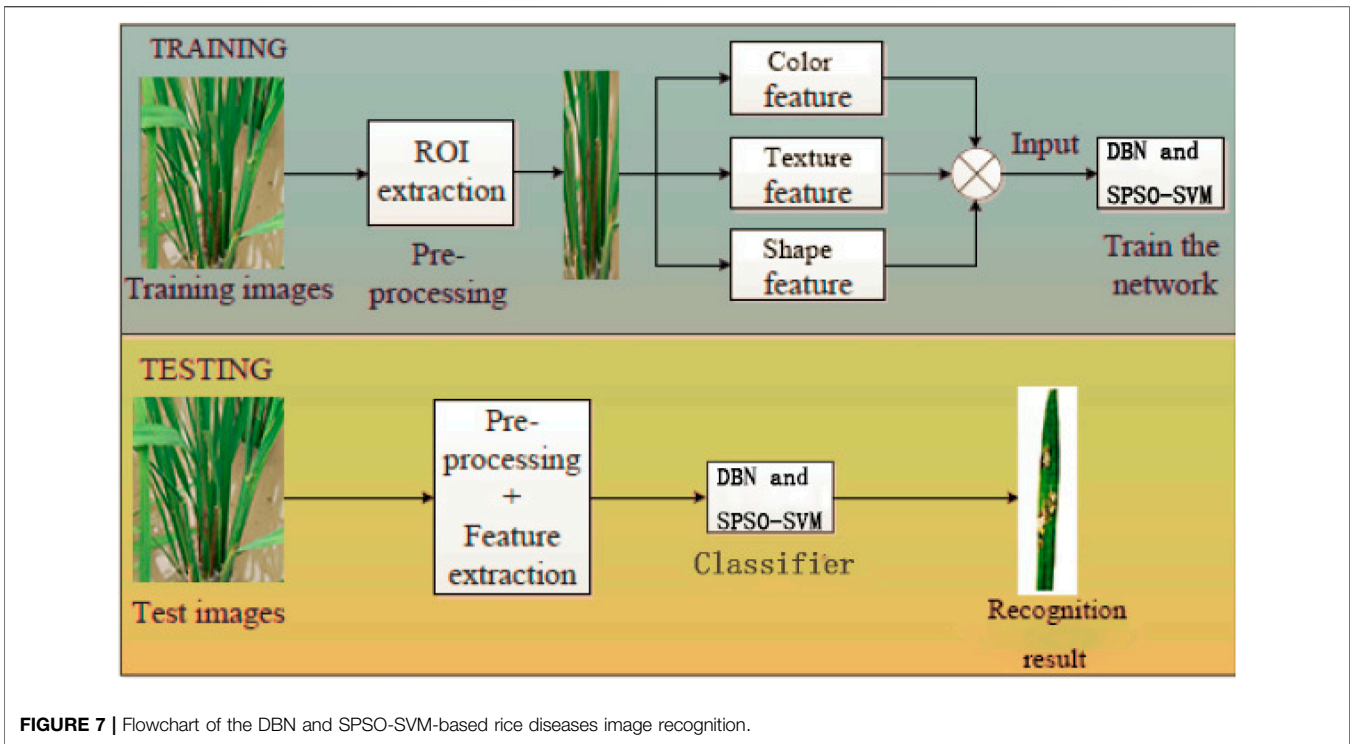 TRAINING
Training images
ROI
extraction
Pre-
processing
Color
feature
Texture
feature
Shape
feature
Input
DBN and
SPSO-SVM
Train the
network
TESTING
Test images
Pre-
processing
+
Feature
extraction
DBN and
SPSO-SVM
Classifier
Recognition
result
FIGURE 7 | Flowchart of the DBN and SPSO-SVM-based rice diseases image recognition.